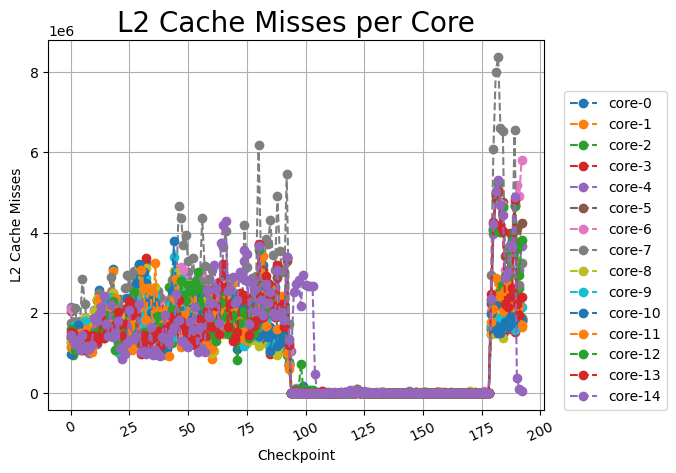 L2 Cache Misses per Core
1e6
8
6
4
2
0
L2 Cache Misses
0
25
50
75
100
125
150
175
200
Checkpoint
core-0
core-1
core-2
core-3
core-4
core-5
core-6
core-7
core-8
core-9
core-10
core-11
core-12
core-13
core-14